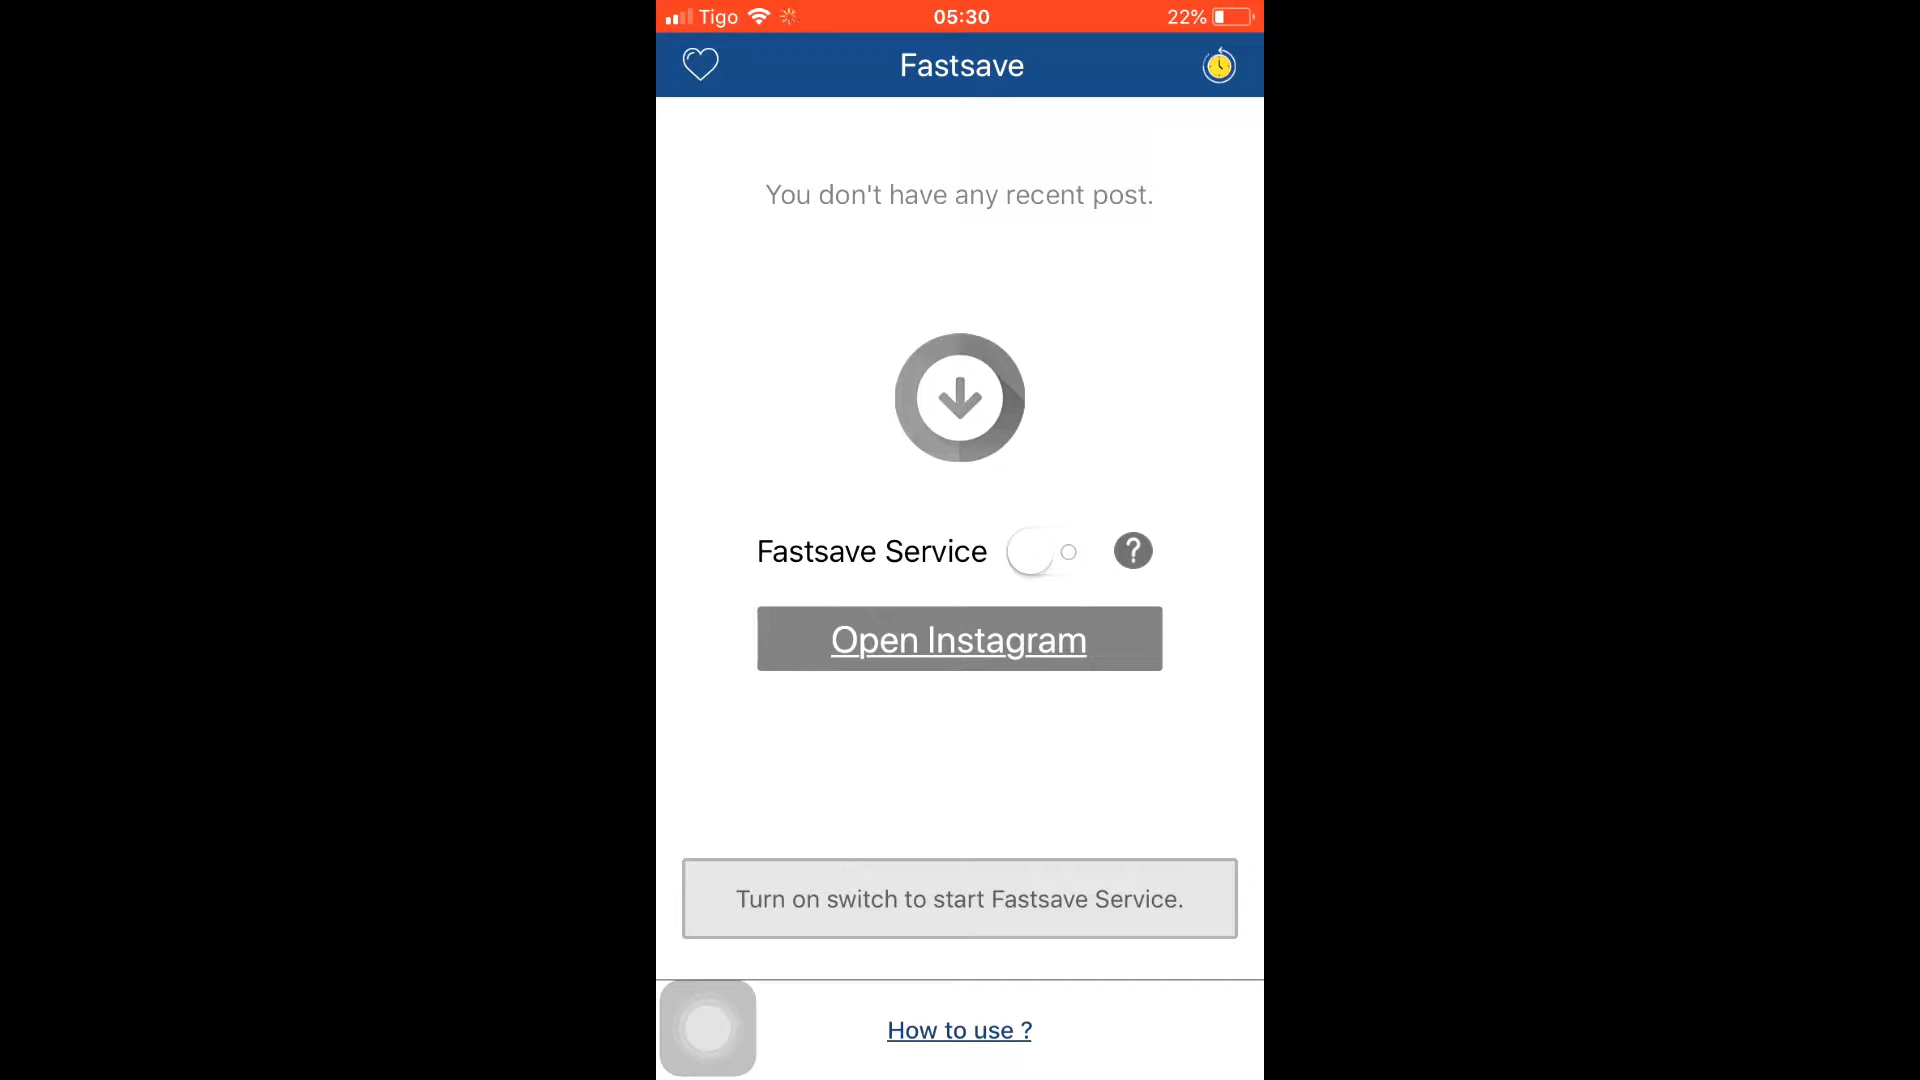 Tigo 05:30 22%
Fastsave
You don't have any recent post.
Fastsave Service ?
Open Instagram
Turn on switch to start Fastsave Service.
How to use ?